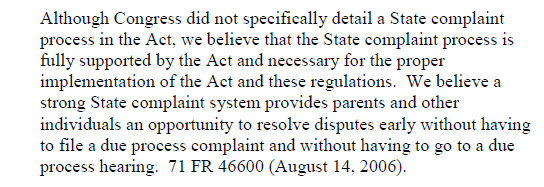 Although Congress did not specifically detail a State complaint
process in the Act, we believe that the State complaint process is
fully supported by the Act and necessary for the proper
implementation of the Act and these regulations.  We believe a
strong State complaint system provides parents and other
individuals an opportunity to resolve disputes early without having
to file a due process complaint and without having to go to a due
process hearing.  71 FR 46600 (August 14, 2006).